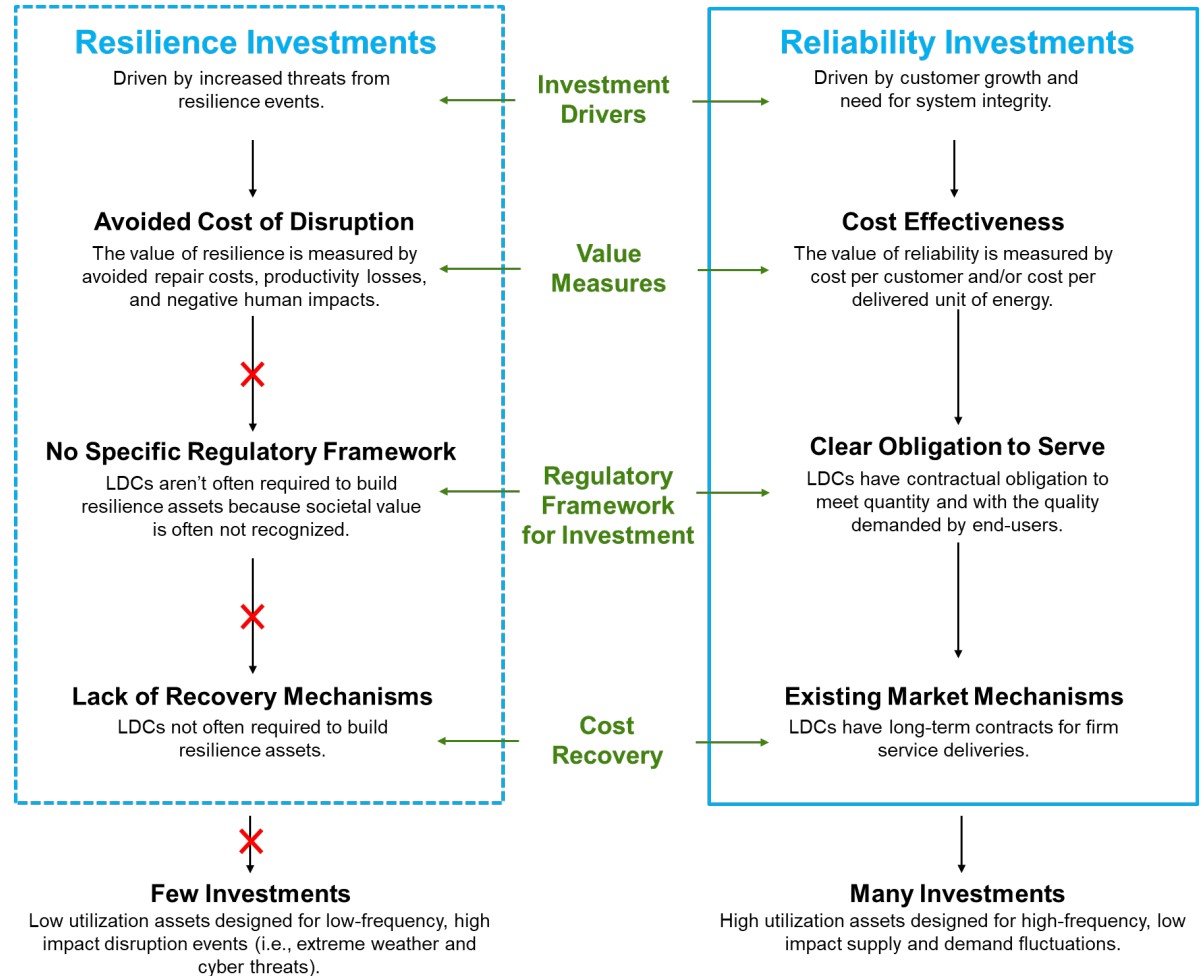 Resilience Investments
Driven by increased threats from
resilience events.
Investment
Drivers
Reliability Investments
Driven by customer growth and
need for system integrity.
Avoided Cost of Disruption
The value of resilience is measured by
avoided repair costs, productivity losses,
and negative human impacts.
Value
Measures
Cost Effectiveness
The value of reliability is measured by
cost per customer and/or cost per
delivered unit of energy.
No Specific Regulatory Framework
LDCs aren’t often required to build
resilience assets because societal value
is often not recognized.
Regulatory
Framework
for Investment
Clear Obligation to Serve
LDCs have contractual obligation to
meet quantity and with the quality
demanded by end-users.
Lack of Recovery Mechanisms
LDCs not often required to build
resilience assets.
Cost
Recovery
Existing Market Mechanisms
LDCs have long-term contracts for firm
service deliveries.
Few Investments
Low utilization assets designed for low-frequency, high
impact disruption events (i.e., extreme weather and
cyber threats).
Many Investments
High utilization assets designed for high-frequency, low
impact supply and demand fluctuations.